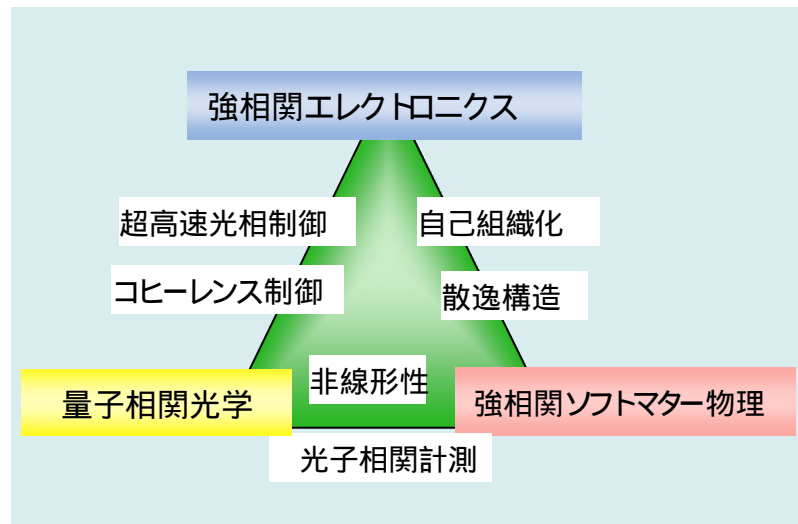 強相関エレクトロニクス
超高速光相制御
自己組織化
コヒーレンス制御
散逸構造
非線形性
量子相関光学
強相関ソフトマター物理
光子相関計測